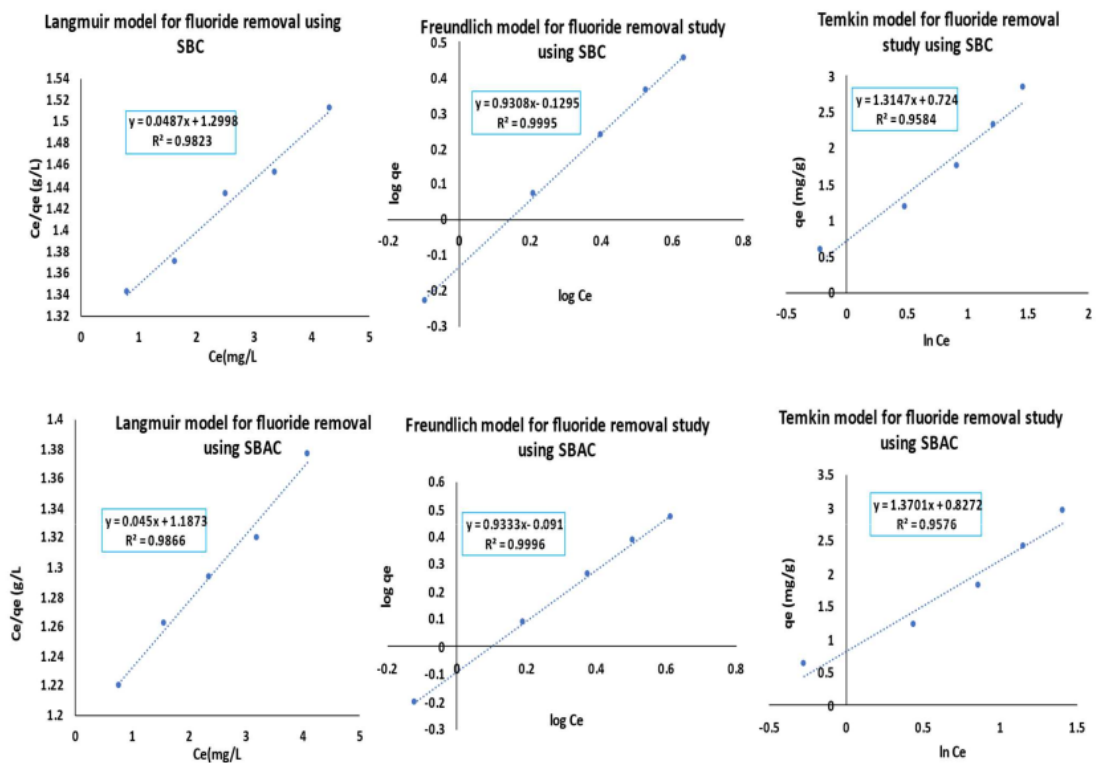 Langmuir model for fluoride removal using
SBC
Ce/qe (g/L)
1.54
1.52
1.5
1.48
1.46
1.44
1.42
1.4
1.38
1.36
1.34
1.32
y = 0.0487x + 1.2998
R² = 0.9823
0 1 2 3 4 5
Ce(mg/L
Freundlich model for fluoride removal study
using SBC
log qe
0.5
0.4
0.3
0.2
0.1
0
-0.1
-0.2
-0.3
y = 0.9308x- 0.1295
R² = 0.9995
-0.2 0 0.2 0.4 0.6 0.8
log Ce
Temkin model for fluoride removal
study using SBC
qe (mg/g)
3
2.5
2
1.5
1
0.5
0
y = 1.3147x + 0.724
R² = 0.9584
-0.5 0 0.5 1 1.5 2
ln Ce
Langmuir model for fluoride removal
using SBAC
Ce/qe (g/L
1.4
1.38
1.36
1.34
1.32
1.3
1.28
1.26
1.24
1.22
1.2
y = 0.045x + 1.1873
R² = 0.9866
0 1 2 3 4 5
Ce(mg/L
Freundlich model for fluoride removal study
using SBAC
log qe
0.6
0.5
0.4
0.3
0.2
0.1
0
-0.1
-0.2
-0.3
y = 0.9333x- 0.091
R² = 0.9996
-0.2 0 0.2 0.4 0.6 0.8
log Ce
Temkin model for fluoride removal study
using SBAC
qe (mg/g)
3.5
3
2.5
2
1.5
1
0.5
0
y = 1.3701x + 0.8272
R² = 0.9576
-0.5 0 0.5 1 1.5
ln Ce